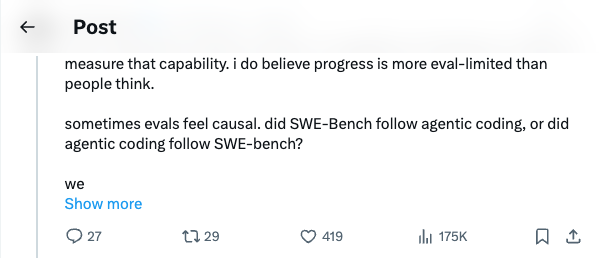 Post
measure that capability. i do believe progress is more eval-limited than
people think.
sometimes evals feel causal. did SWE-Bench follow agentic coding, or did
agentic coding follow SWE-bench?
we
Show more
27 29 419 175K